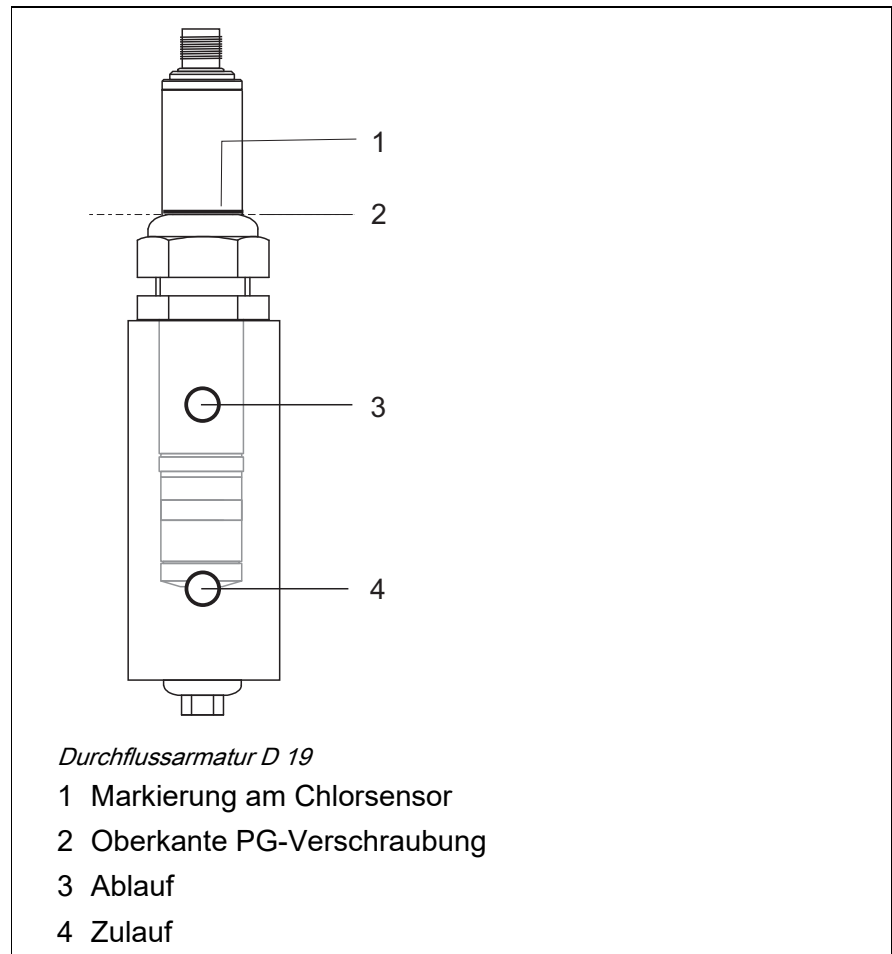 1
2
3
4
Durchflussarmatur D 19
1 Markierung am Chlorsensor
2 Oberkante PG-Verschraubung
3 Ablauf
4 Zulauf